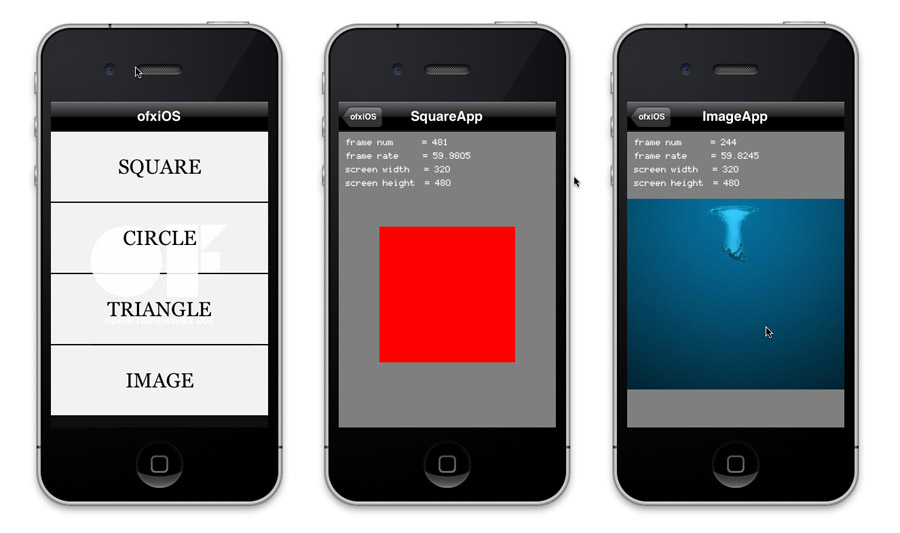 ofxiOS
SQUARE
CIRCLE
TRIANGLE
IMAGE
ofxiOS
SquareApp
frame num = 481
frame rate = 59.9805
screen width = 320
screen height = 480
ofxiOS
ImageApp
frame num = 244
frame rate = 59.8245
screen width = 320
screen height = 480